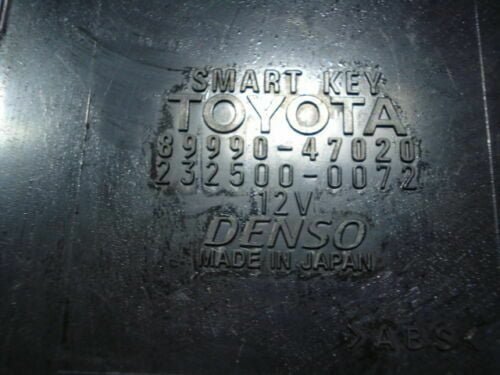 SMART KEY
TOYOTA
89990-47020
232500-0072
12V
DENSO
MADE IN JAPAN
>ABS<